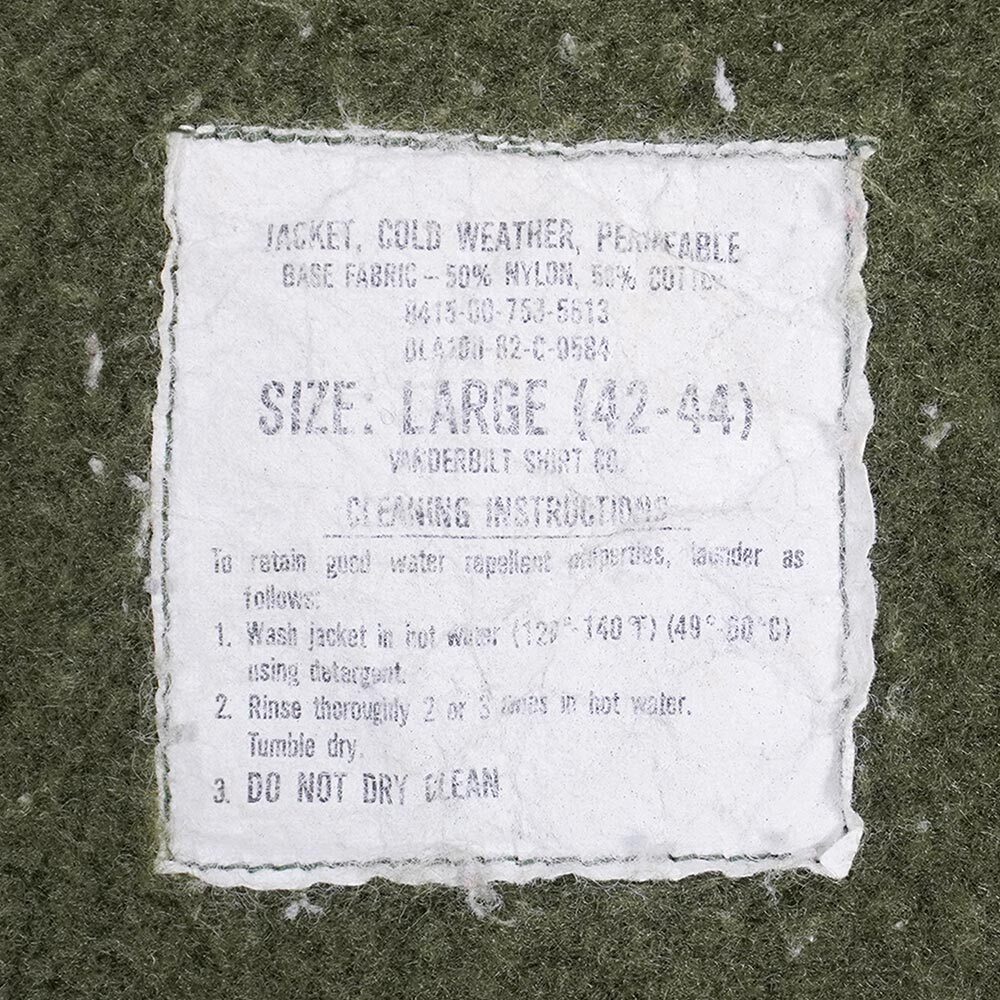 JACKET, COLD WEATHER, PERMEABLE
BASE FABRIC – 50% NYLON, 50% COTTON
8415-00-753-5613
DLA100-82-C-0584
SIZE: LARGE (42-44)
VANDERBILT SHIRT CO.
CLEANING INSTRUCTIONS
To retain good water repellent properties, launder as
follows:
1. Wash jacket in hot water (120°-140°F) (49°-60°C)
using detergent.
2. Rinse thoroughly 2 or 3 times in hot water.
Tumble dry.
3. DO NOT DRY CLEAN